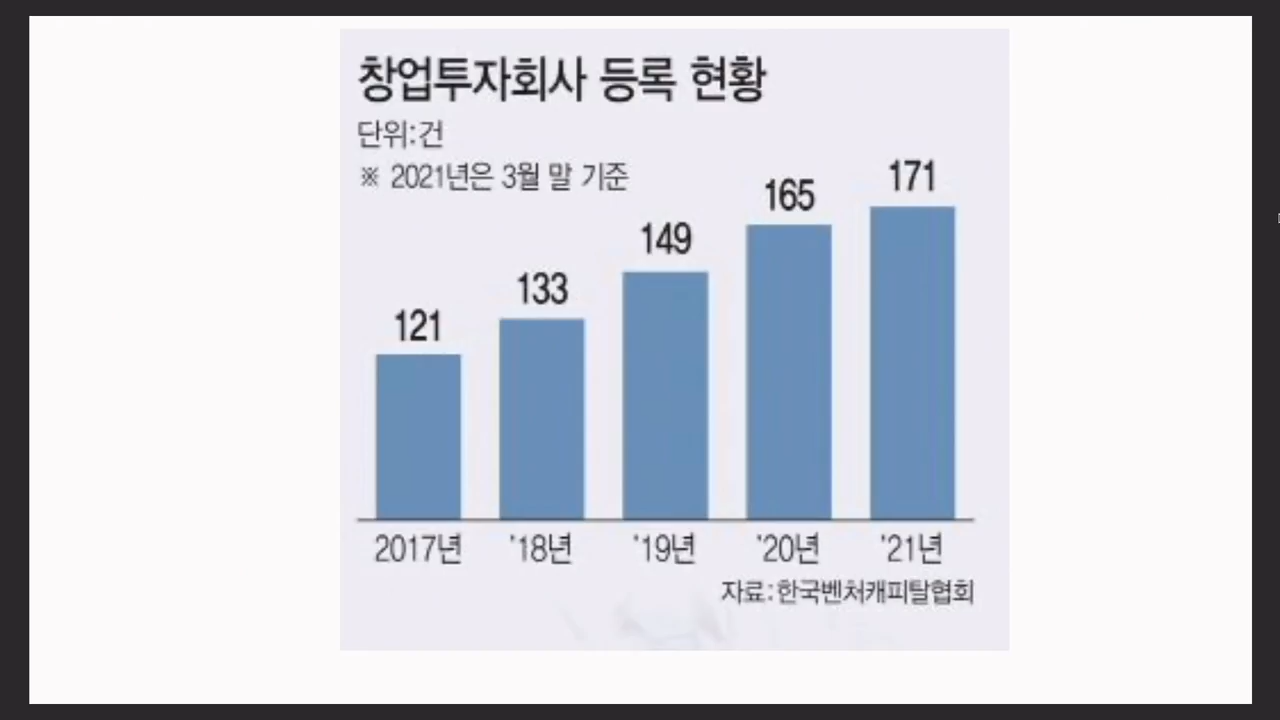 창업투자회사 등록 현황
단위:건
※ 2021년은 3월 말 기준
121
133
149
165
171
2017년
'18년
'19년
'20년
'21년
자료:한국벤처캐피탈협회